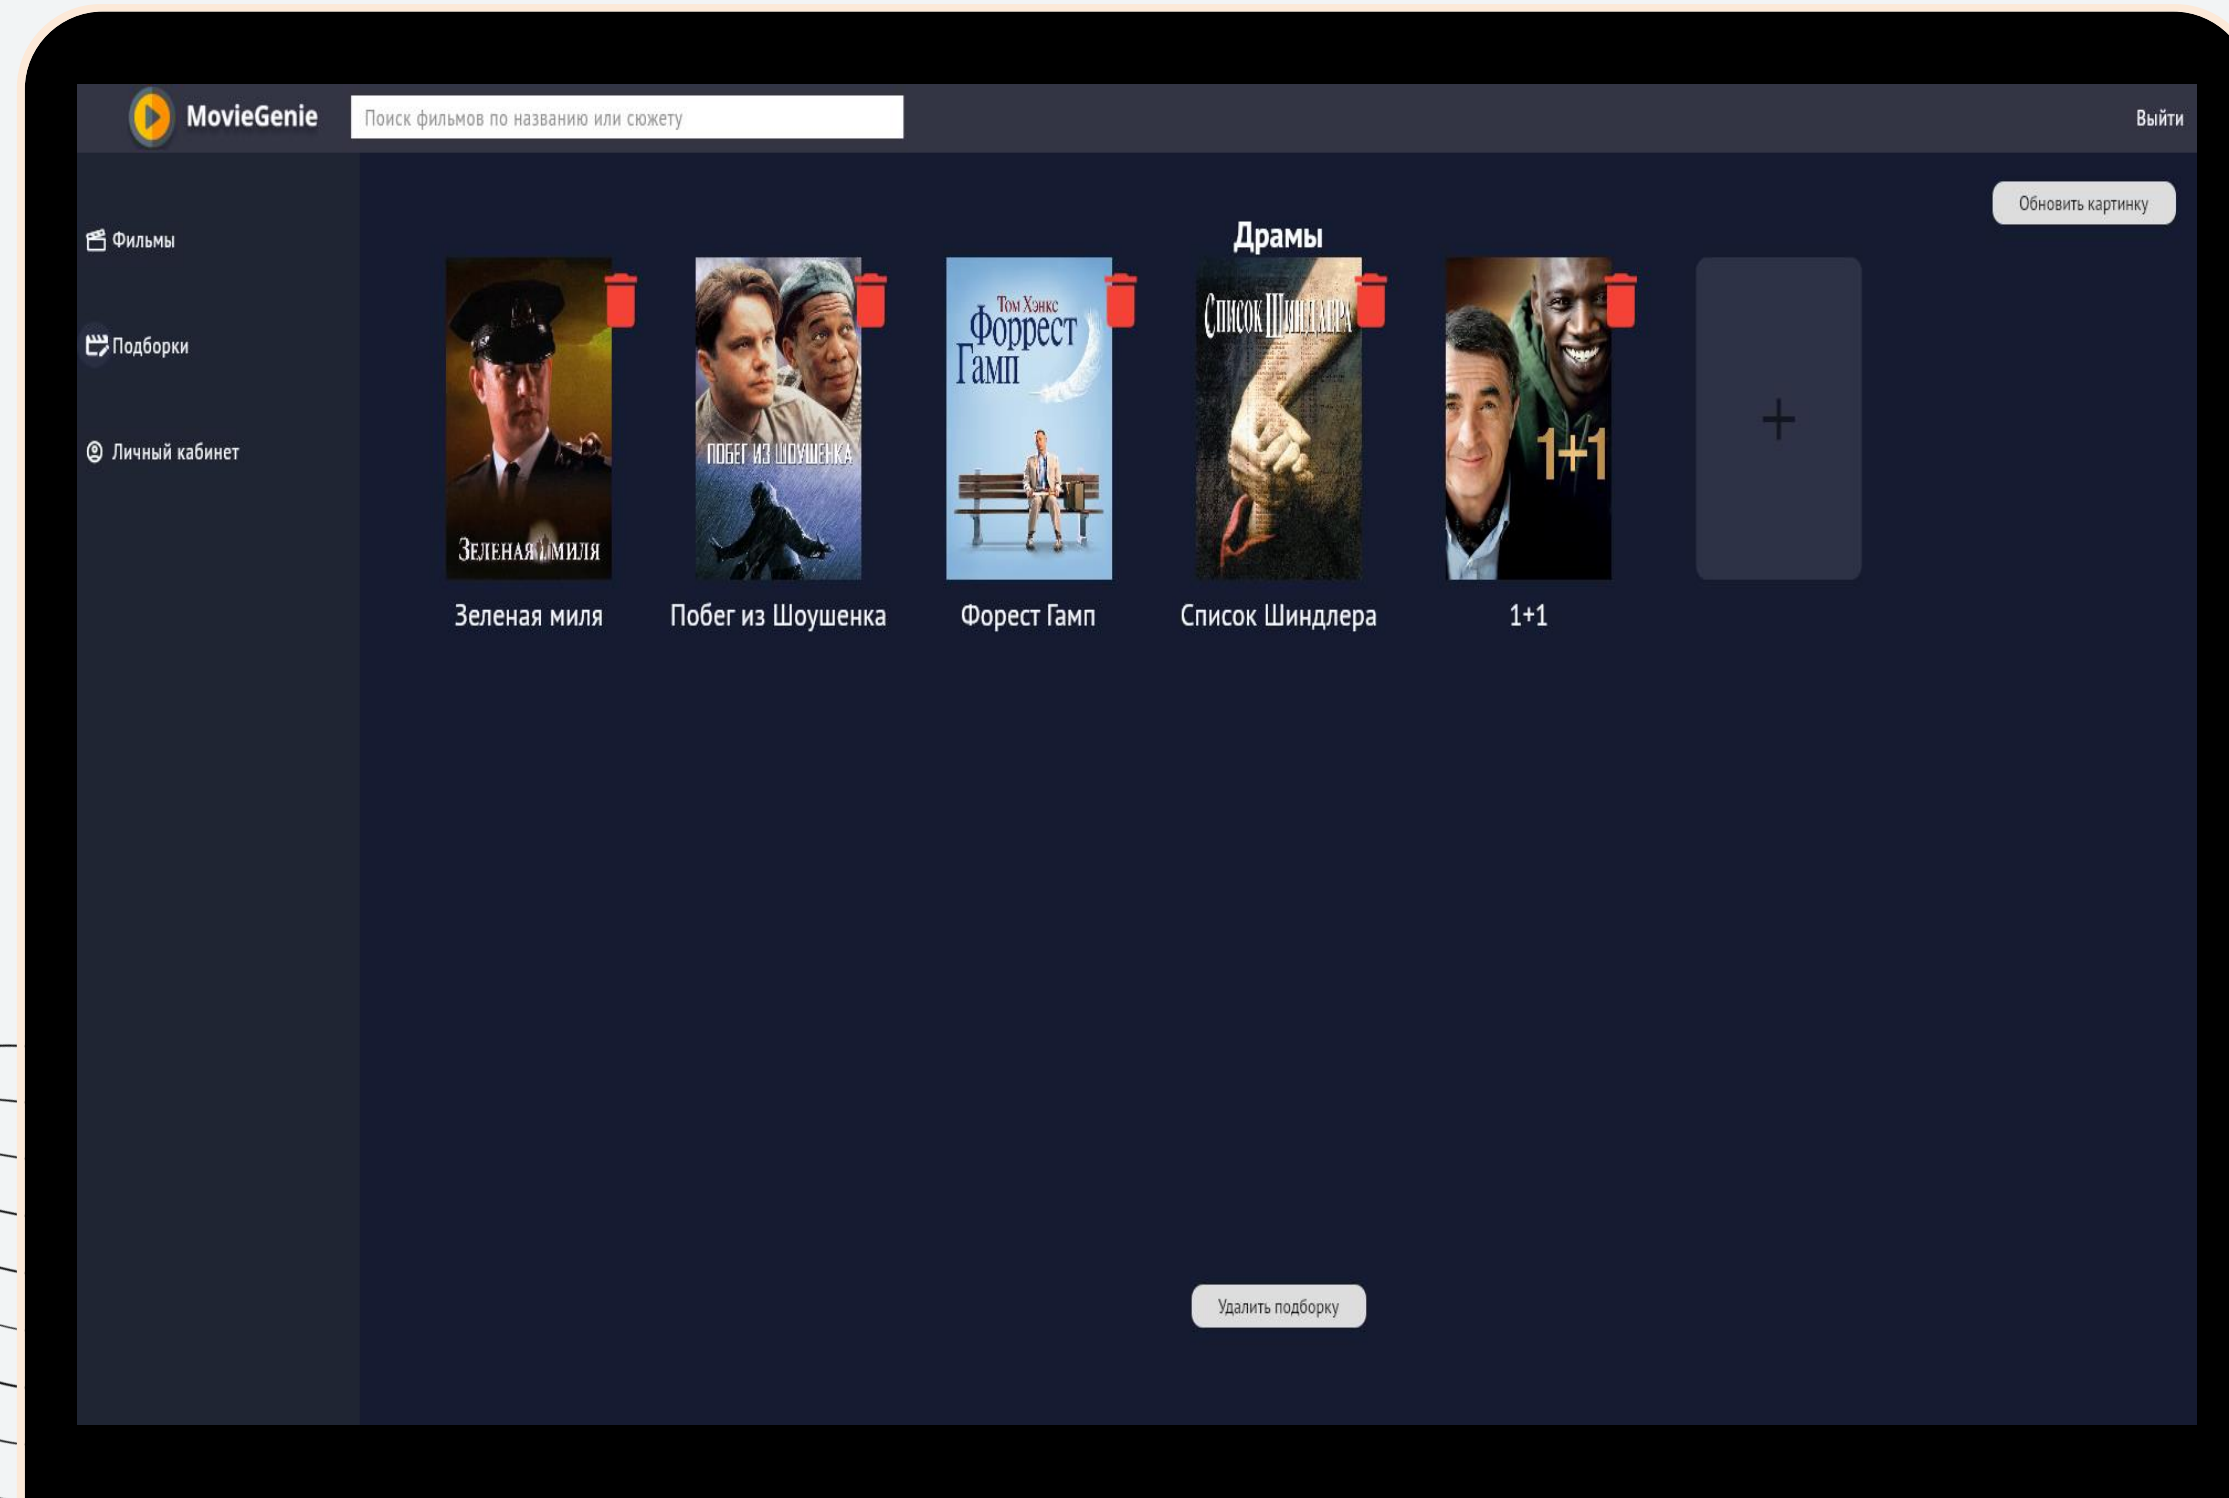 MovieGenie
Поиск фильмов по названию или сюжету
Выйти
Обновить картинку
Фильмы
Подборки
Личный кабинет
Драмы
ЗЕЛЕНАЯ МИЛЯ
ПОБЕГ ИЗ ШОУШЕНКА
ТОМ ХЭНКС
ФОРРЕСТ
ГАМП
СПИСОК ШИНДЛЕРА
1+1
+
Зеленая миля
Побег из Шоушенка
Форест Гамп
Список Шиндлера
1+1
Удалить подборку